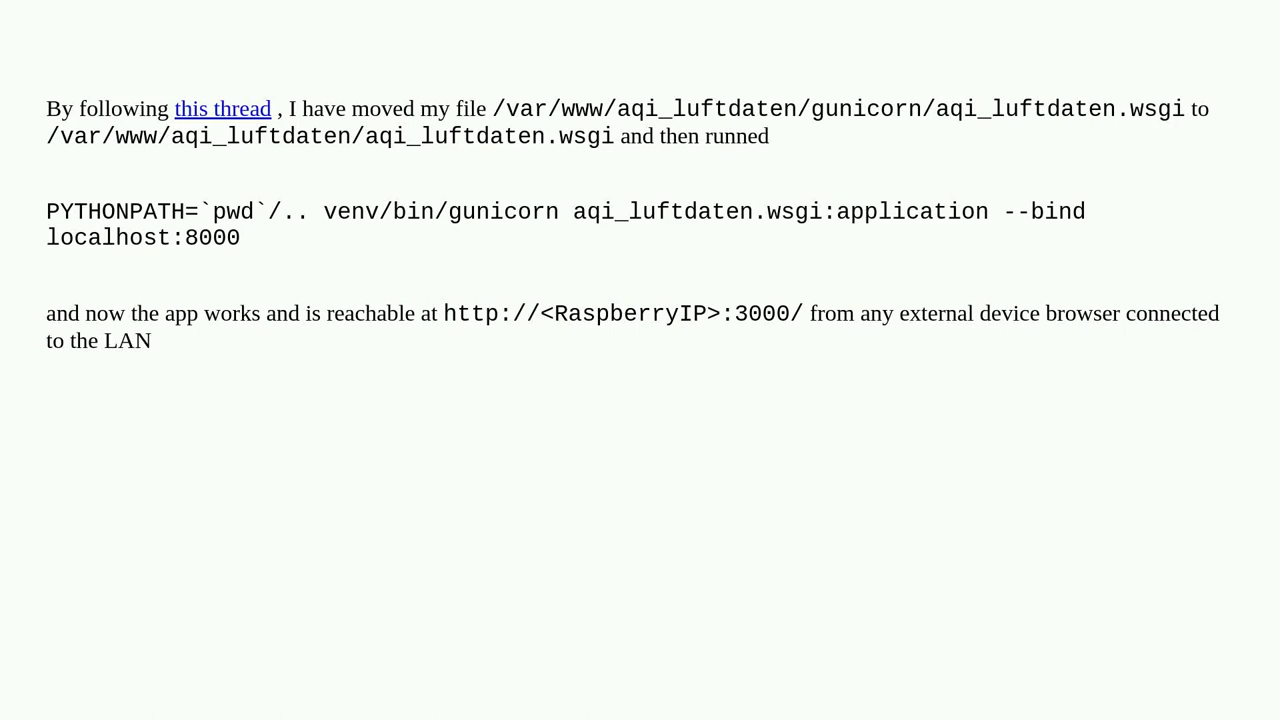 By following this thread , I have moved my file /var/www/aqi_luftdaten/gunicorn/aqi_luftdaten.wsgi to
/var/www/aqi_luftdaten/aqi_luftdaten.wsgi and then runned
PYTHONPATH=`pwd`/.. venv/bin/gunicorn aqi_luftdaten.wsgi:application --bind
localhost:8000
and now the app works and is reachable at http://<RaspberryIP>:3000/ from any external device browser connected
to the LAN